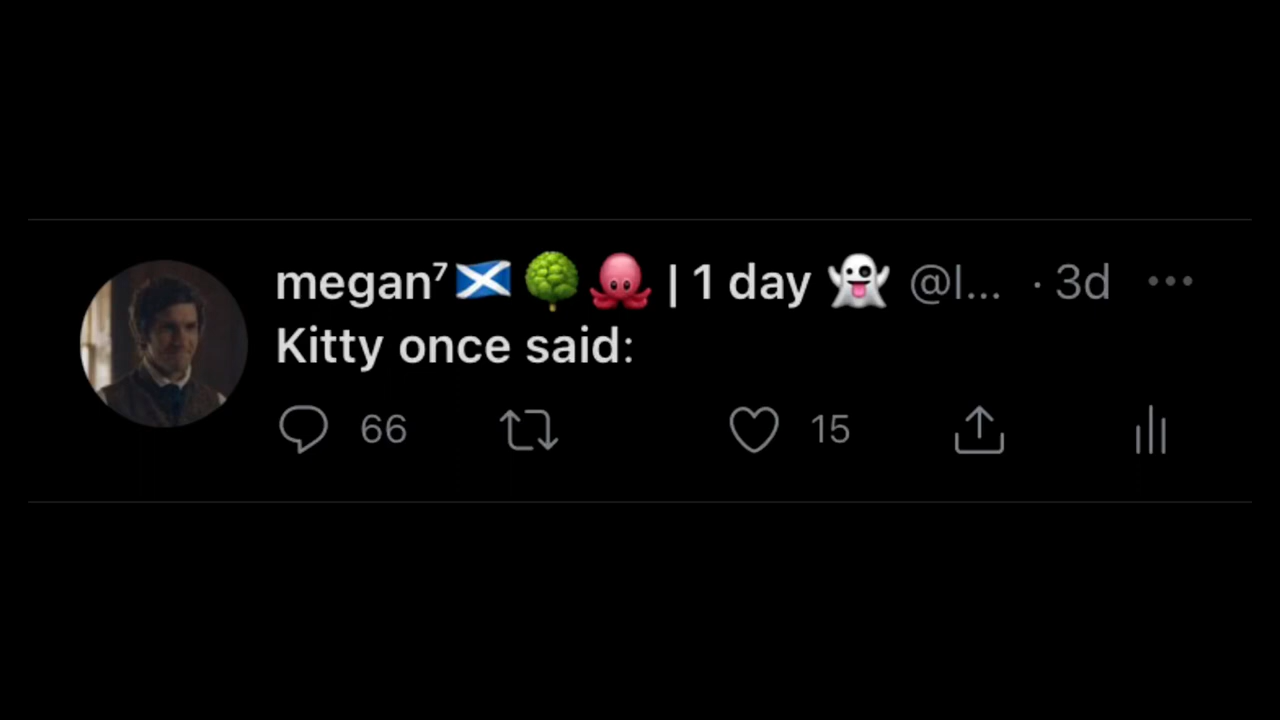 megan⁷🏴󠁧󠁢󠁳󠁣󠁴󠁿🌳🐙 | 1 day 👻 @l... · 3d
Kitty once said:
66 15